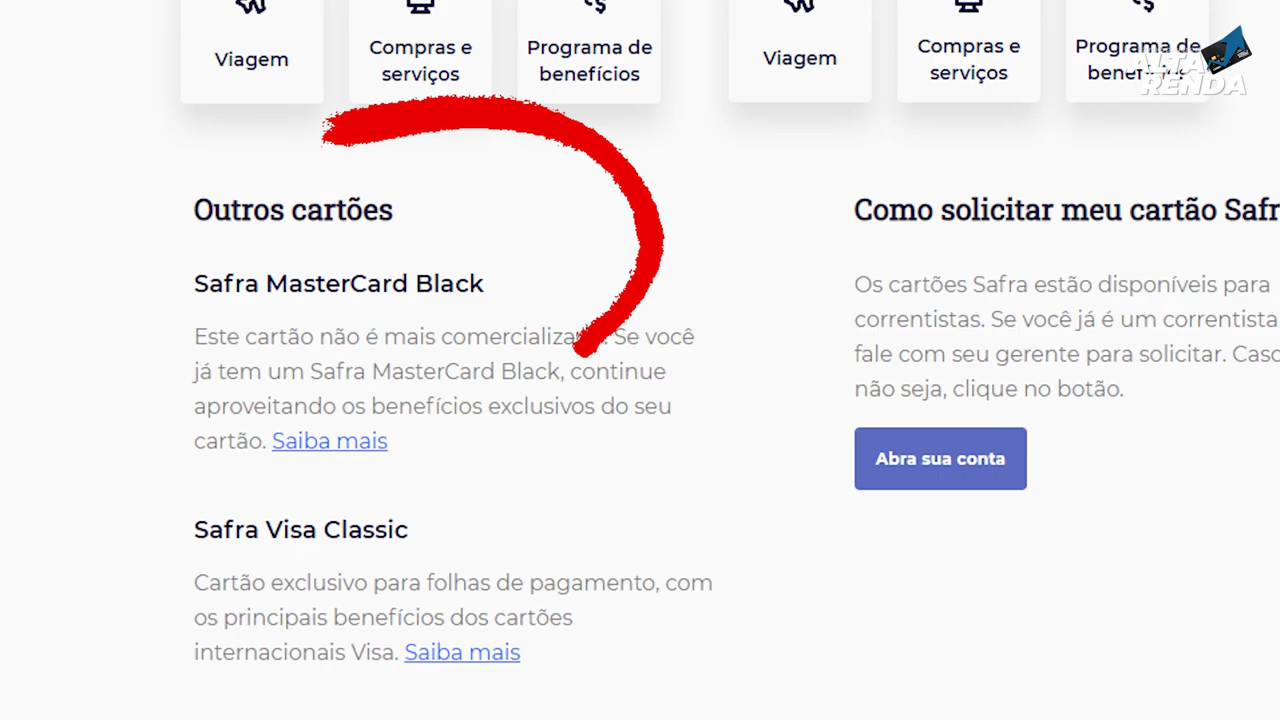 Viagem
Compras e
serviços
Programa de
benefícios
Viagem
Compras e
serviços
Programa de
benefícios
ALTA
RENDA
Outros cartões
Safra MasterCard Black
Este cartão não é mais comercializado. Se você
já tem um Safra MasterCard Black, continue
aproveitando os benefícios exclusivos do seu
cartão. Saiba mais
Safra Visa Classic
Cartão exclusivo para folhas de pagamento, com
os principais benefícios dos cartões
internacionais Visa. Saiba mais
Como solicitar meu cartão Safr
Os cartões Safra estão disponíveis para
correntistas. Se você já é um correntista
fale com seu gerente para solicitar. Caso
não seja, clique no botão.
Abra sua conta